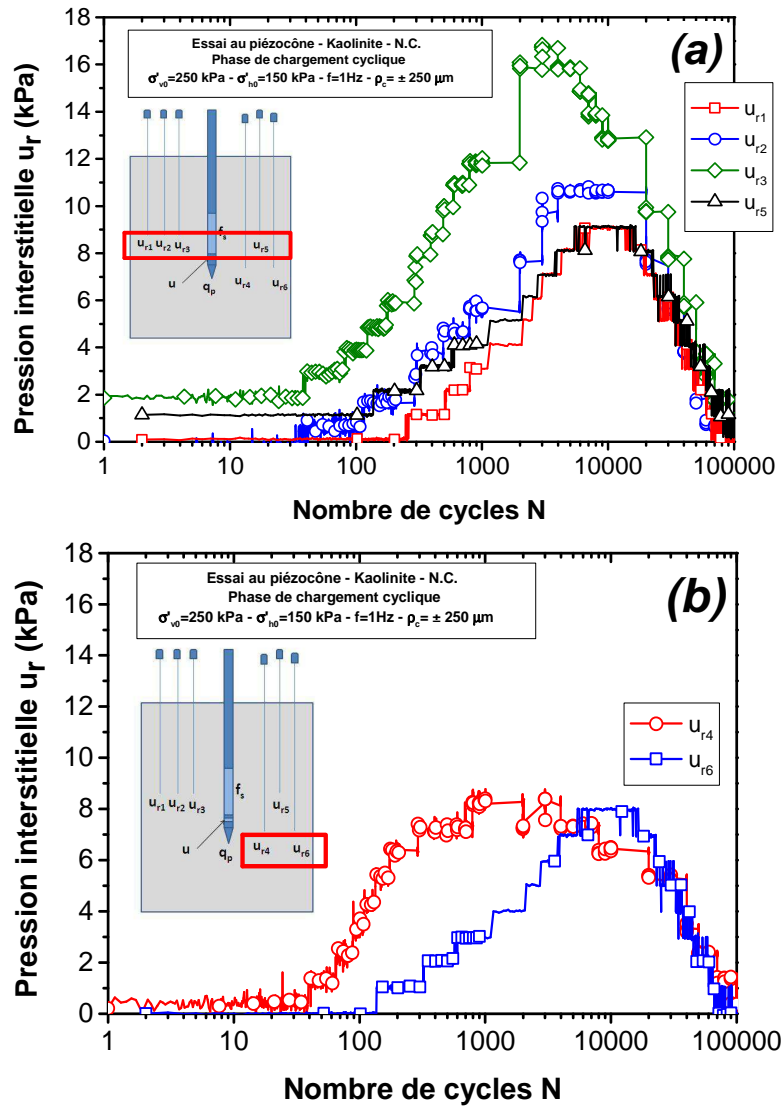 Essai au piézocône - Kaolinite - N.C.
Phase de chargement cyclique
σ'v0=250 kPa - σ'h0=150 kPa - f=1Hz - ρc= ± 250 µm
(a)
ur1
ur2
ur3
ur5
fs
ur1 ur2 ur3 ur5
u qp ur4 ur6
Pression interstitielle ur (kPa)
18
16
14
12
10
8
6
4
2
0
1 10 100 1000 10000 100000
Nombre de cycles N
Essai au piézocône - Kaolinite - N.C.
Phase de chargement cyclique
σ'v0=250 kPa - σ'h0=150 kPa - f=1Hz - ρc= ± 250 µm
(b)
ur4
ur6
fs
ur1 ur2 ur3 ur5
u qp ur4 ur6
Pression interstitielle ur (kPa)
18
16
14
12
10
8
6
4
2
0
1 10 100 1000 10000 100000
Nombre de cycles N